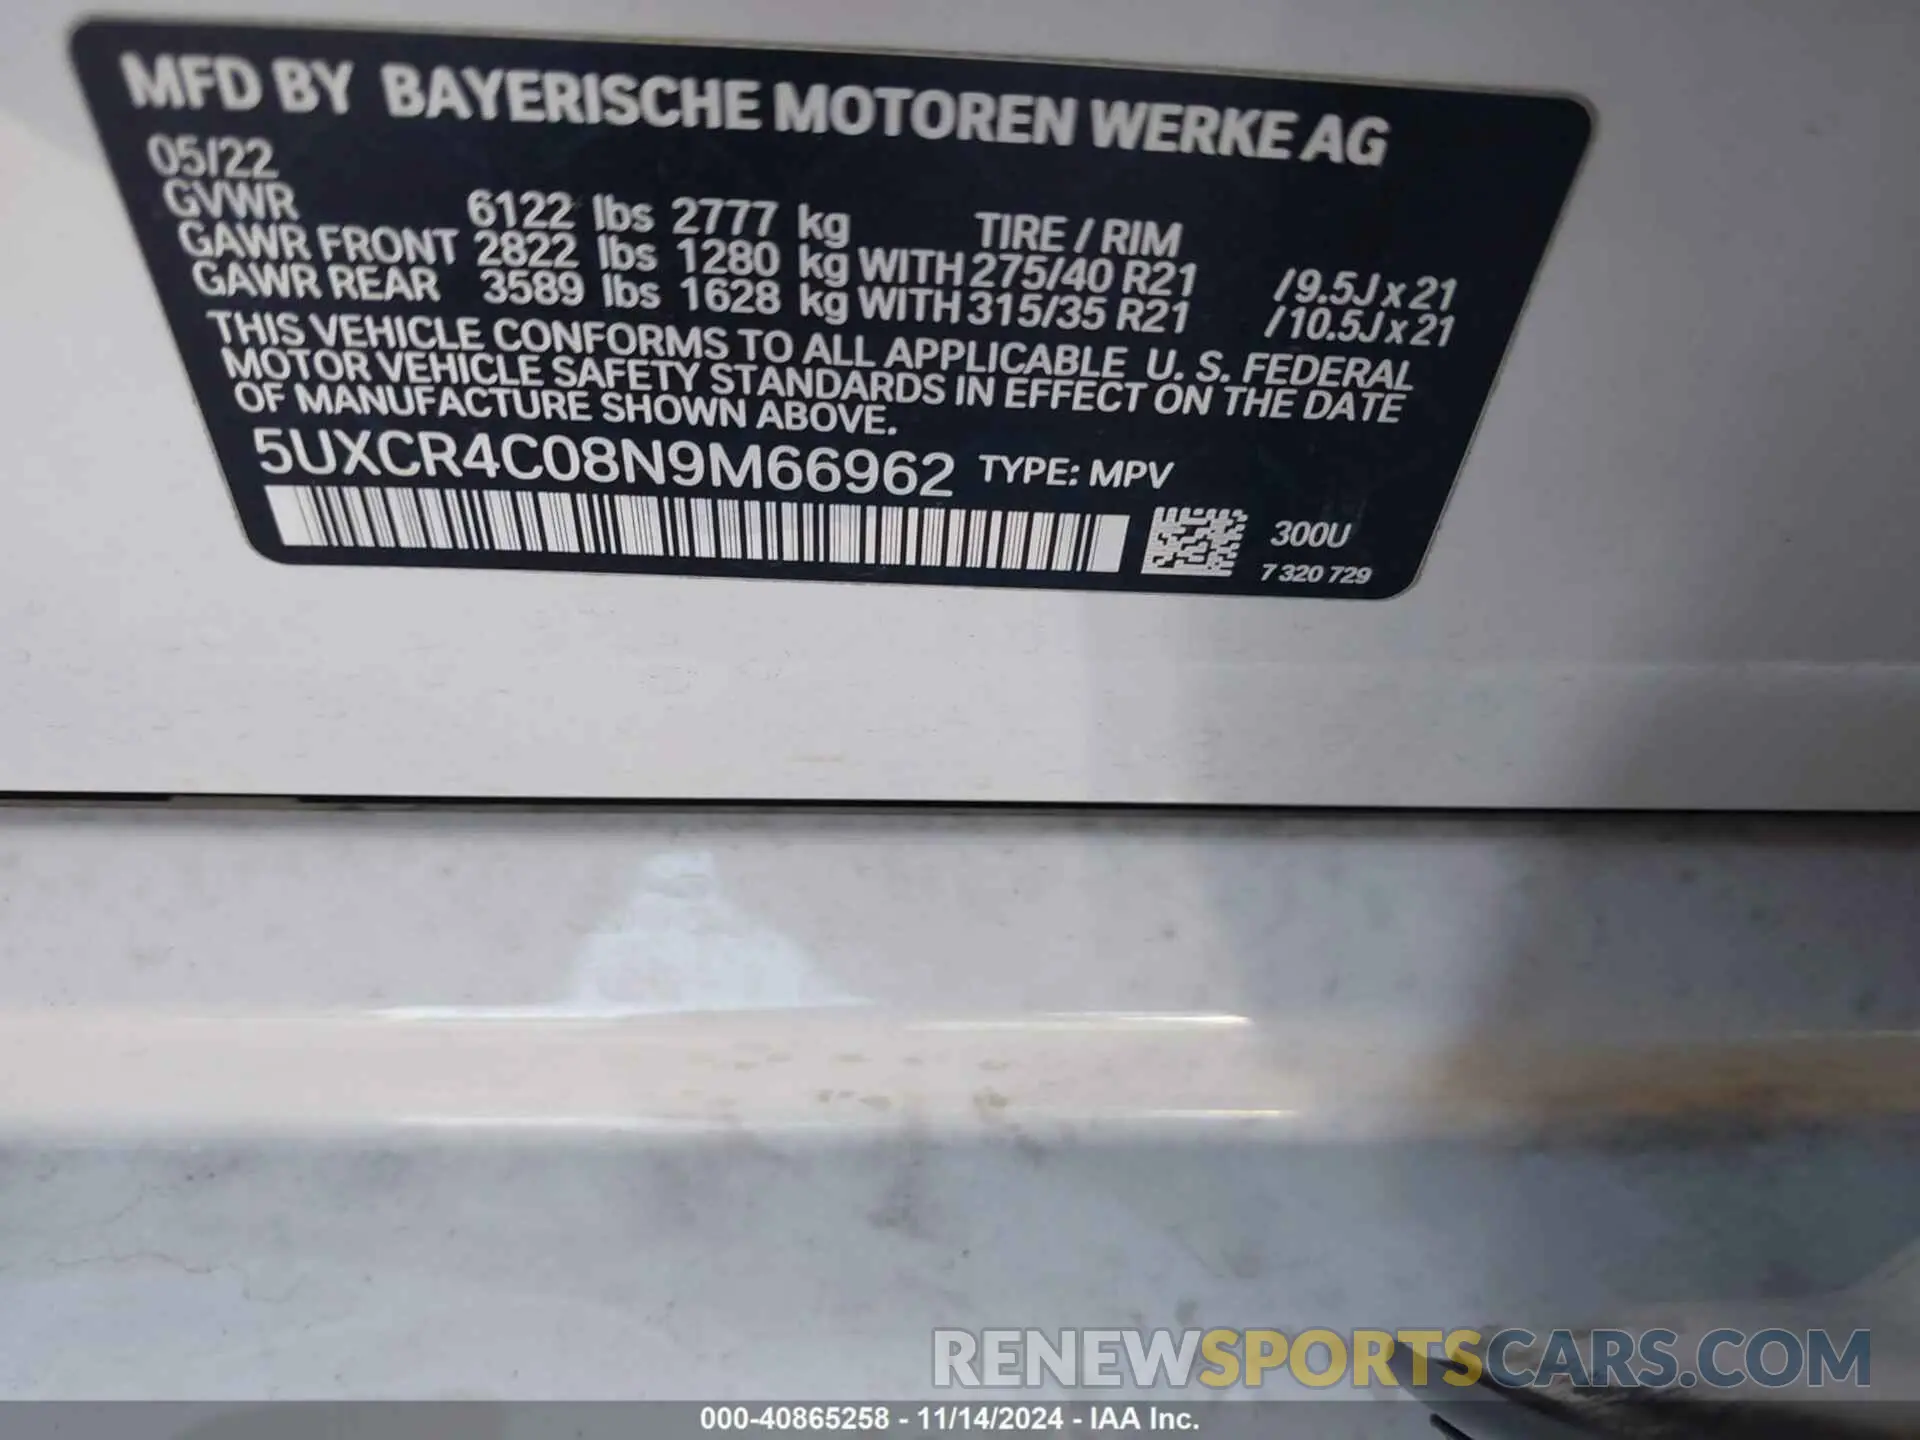 MFD BY BAYERISCHE MOTOREN WERKE AG
05/22
GVWR 6122 lbs 2777 kg TIRE / RIM
GAWR FRONT 2822 lbs 1280 kg WITH 275/40 R21 /9.5J x 21
GAWR REAR 3589 lbs 1628 kg WITH 315/35 R21 /10.5J x 21
THIS VEHICLE CONFORMS TO ALL APPLICABLE U. S. FEDERAL
MOTOR VEHICLE SAFETY STANDARDS IN EFFECT ON THE DATE
OF MANUFACTURE SHOWN ABOVE.
5UXCR4C08N9M66962 TYPE: MPV
300U
7 320 729
RENEWSPORTSCARS.COM
000-40865258 - 11/14/2024 - IAA Inc.